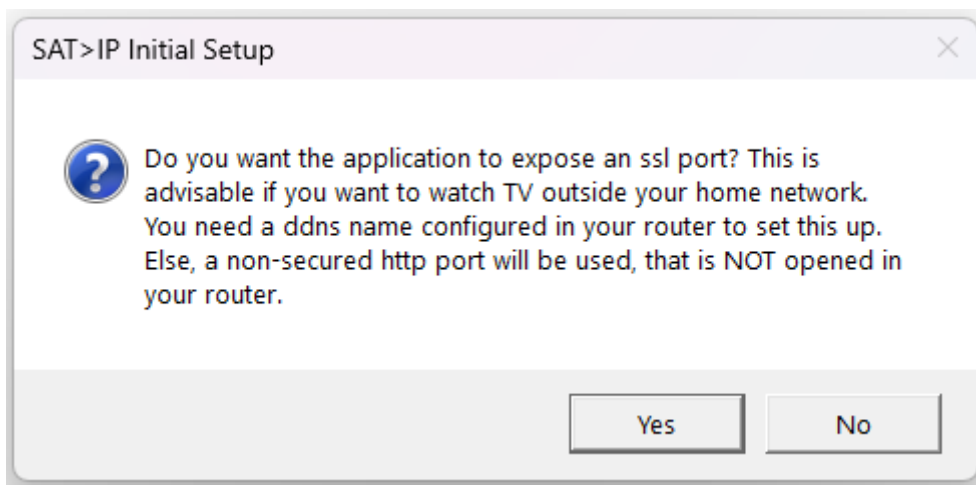 SAT>IP Initial Setup
Do you want the application to expose an ssl port? This is
advisable if you want to watch TV outside your home network.
You need a ddns name configured in your router to set this up.
Else, a non-secured http port will be used, that is NOT opened in
your router.
Yes No